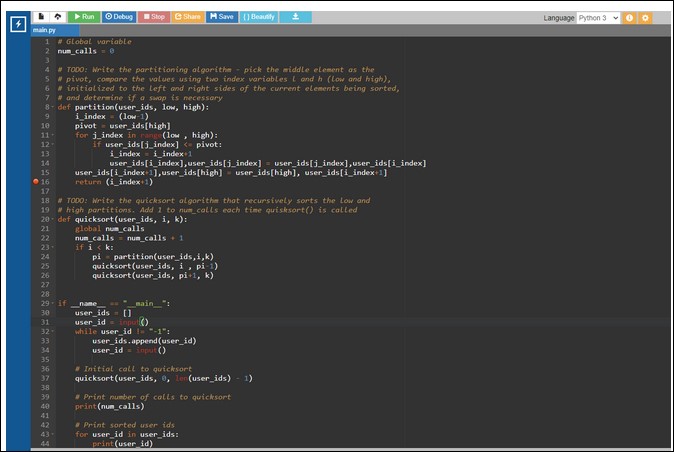 Run Debug Stop Share Save { } Beautify Language Python 3
main.py
1 # Global variable
2 num_calls = 0
3
4 # TODO: Write the partitioning algorithm - pick the middle element as the
5 # pivot, compare the values using two index variables l and h (low and high),
6 # initialized to the left and right sides of the current elements being sorted,
7 # and determine if a swap is necessary
8 def partition(user_ids, low, high):
9 i_index = (low-1)
10 pivot = user_ids[high]
11 for j_index in range(low , high):
12 if user_ids[j_index] <= pivot:
13 i_index = i_index+1
14 user_ids[i_index],user_ids[j_index] = user_ids[j_index],user_ids[i_index]
15 user_ids[i_index+1],user_ids[high] = user_ids[high], user_ids[i_index+1]
16 return (i_index+1)
17
18 # TODO: Write the quicksort algorithm that recursively sorts the low and
19 # high partitions. Add 1 to num_calls each time quisksort() is called
20 def quicksort(user_ids, i, k):
21 global num_calls
22 num_calls = num_calls + 1
23 if i < k:
24 pi = partition(user_ids,i,k)
25 quicksort(user_ids, i , pi-1)
26 quicksort(user_ids, pi+1, k)
27
28
29 if __name__ == "__main__":
30 user_ids = []
31 user_id = input()
32 while user_id != "-1":
33 user_ids.append(user_id)
34 user_id = input()
35
36 # Initial call to quicksort
37 quicksort(user_ids, 0, len(user_ids) - 1)
38
39 # Print number of calls to quicksort
40 print(num_calls)
41
42 # Print sorted user ids
43 for user_id in user_ids:
44 print(user_id)